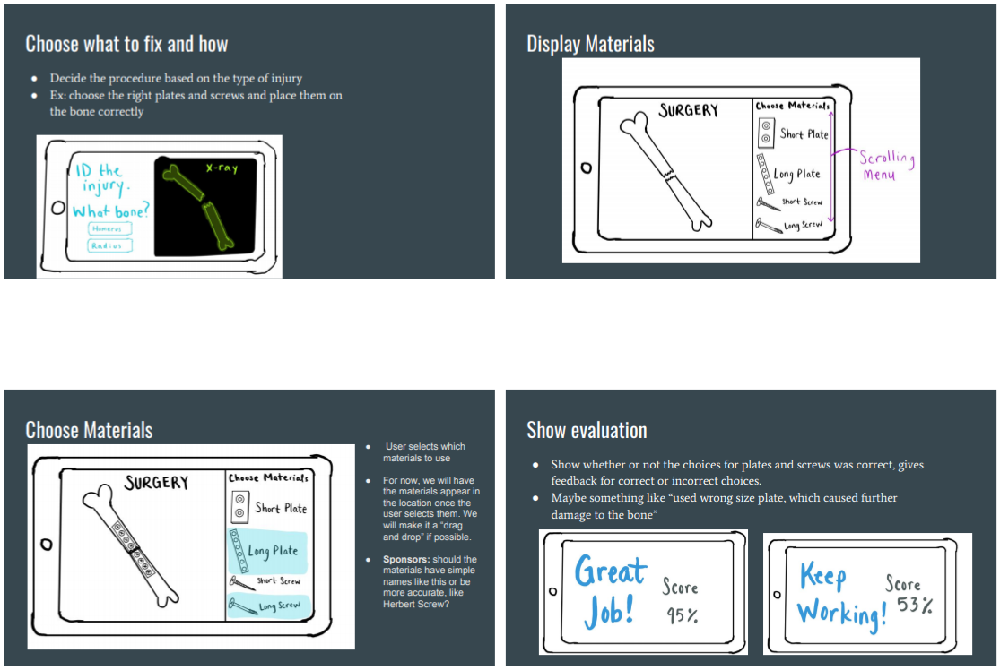 Choose what to fix and how
● Decide the procedure based on the type of injury
● Ex: choose the right plates and screws and place them on
the bone correctly
ID the
injury.
What bone?
Humerus
Radius
X-ray
Display Materials
SURGERY
Choose Materials
Short Plate
Long Plate
Short Screw
Long Screw
Scrolling
Menu
Choose Materials
SURGERY
Choose Materials
Short Plate
Long Plate
Short Screw
Long Screw
● User selects which
materials to use
● For now, we will have
the materials appear in
the location once the
user selects them. We
will make it a “drag
and drop” if possible.
● Sponsors: should the
materials have simple
names like this or be
more accurate, like
Herbert Screw?
Show evaluation
● Show whether or not the choices for plates and screws was correct, gives
feedback for correct or incorrect choices.
● Maybe something like “used wrong size plate, which caused further
damage to the bone”
Great
Job!
Score
95%
Keep
Working!
Score
53%